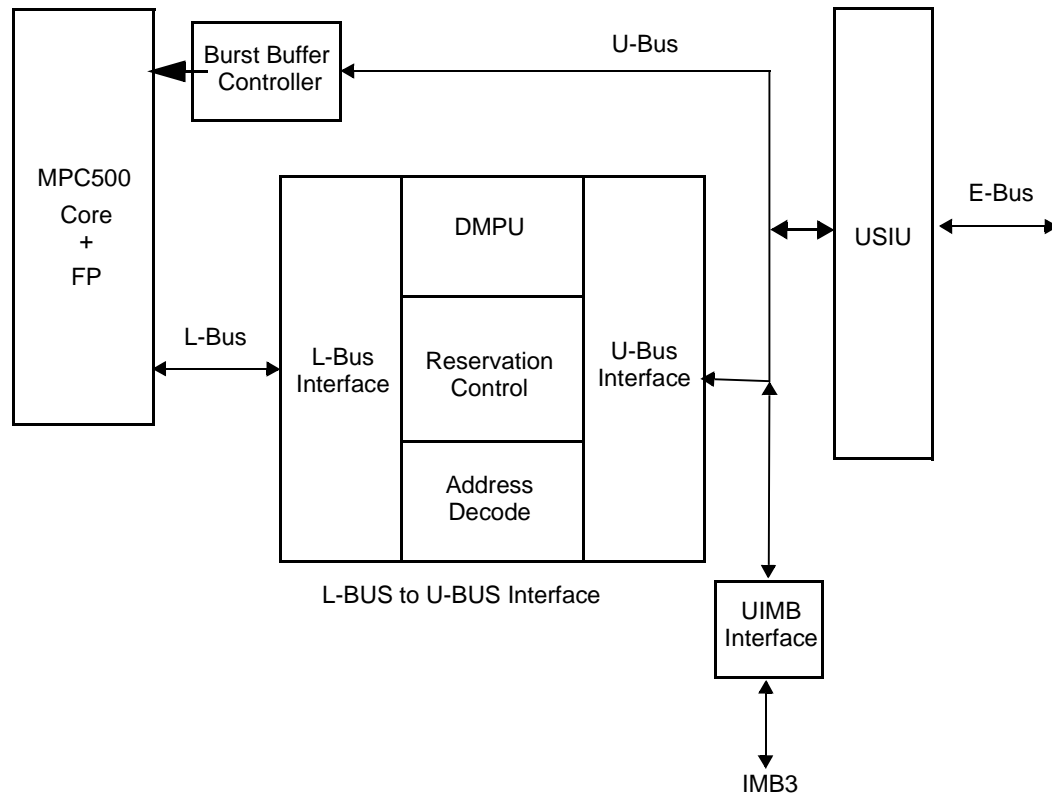 Burst Buffer
Controller
U-Bus
MPC500
Core
+
FP
DMPU
E-Bus
USIU
L-Bus
L-Bus
Interface
Reservation
Control
U-Bus
Interface
Address
Decode
L-BUS to U-BUS Interface
UIMB
Interface
IMB3